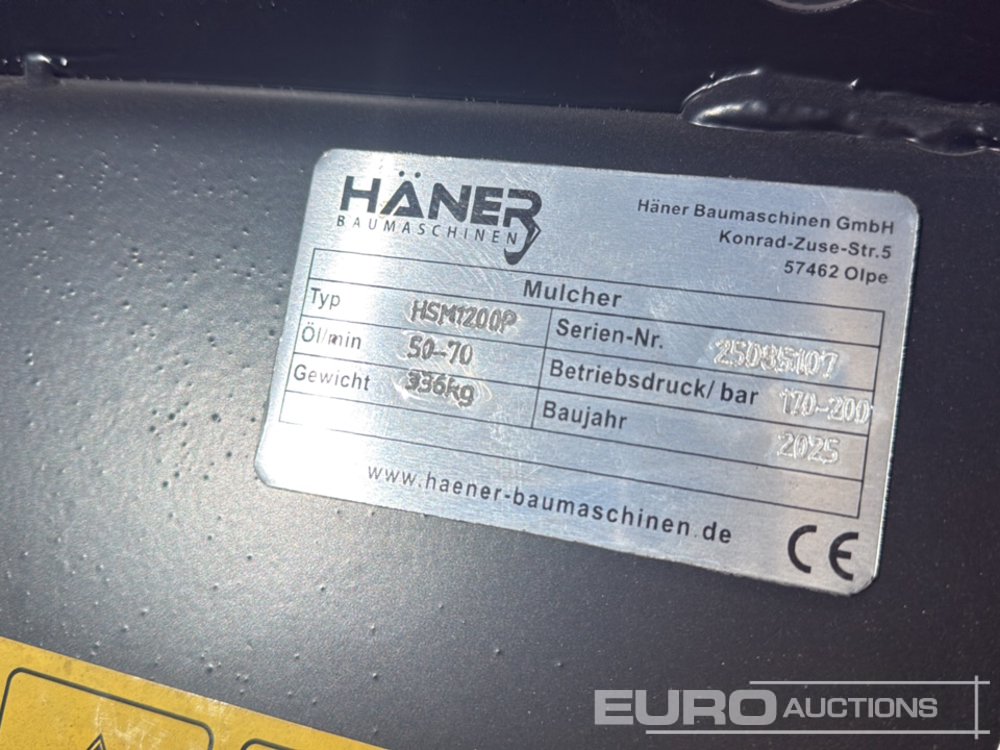 HÄNER
BAUMASCHINEN
Häner Baumaschinen GmbH
Konrad-Zuse-Str.5
57462 Olpe
Mulcher
Typ HSM1200P
Serien-Nr. 25085107
Öl/min 50-70
Betriebsdruck/ bar 170-200
Gewicht 336kg
Baujahr 2025
www.haener-baumaschinen.de
CE
EURO AUCTIONS